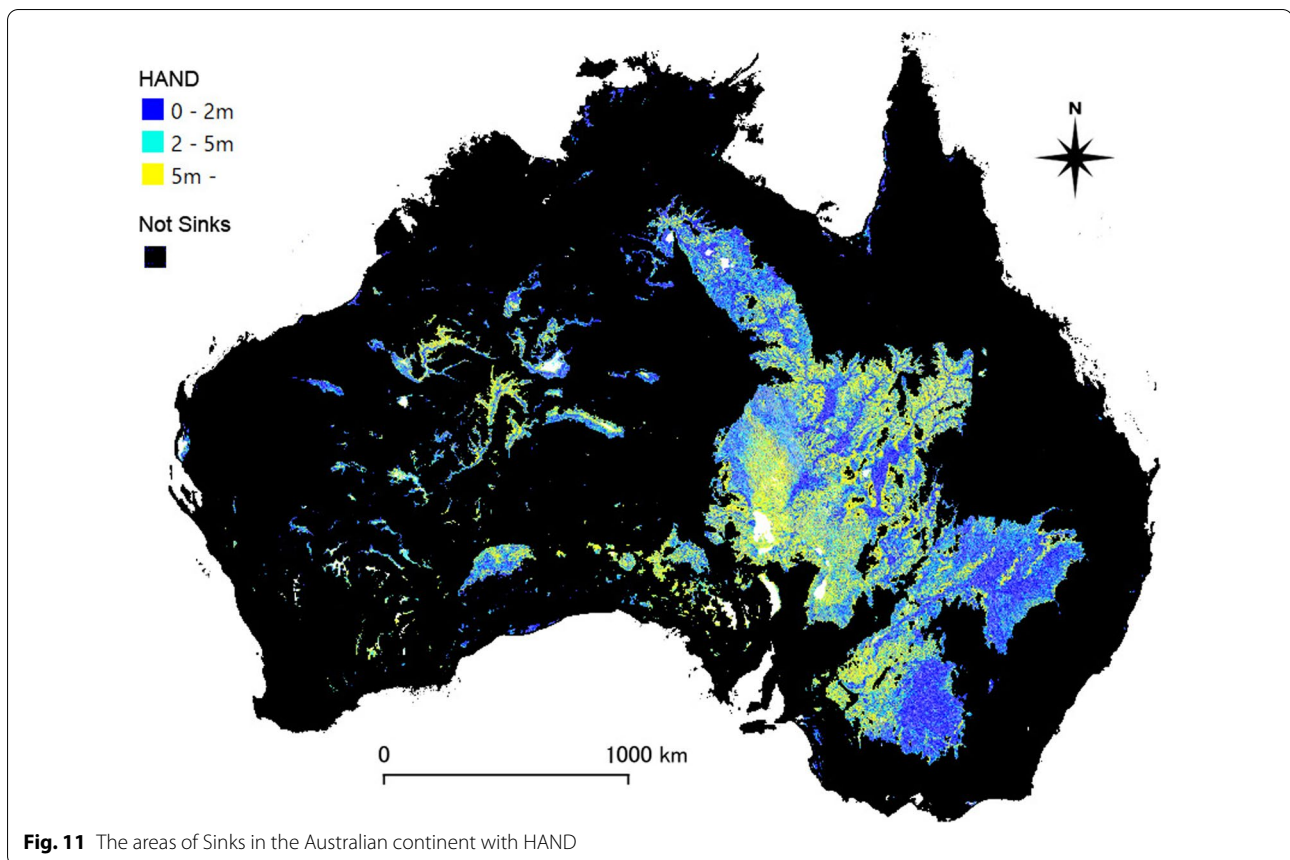 HAND
0 - 2m
2 - 5m
5m -
Not Sinks
N
0 1000 km
Fig. 11 The areas of Sinks in the Australian continent with HAND